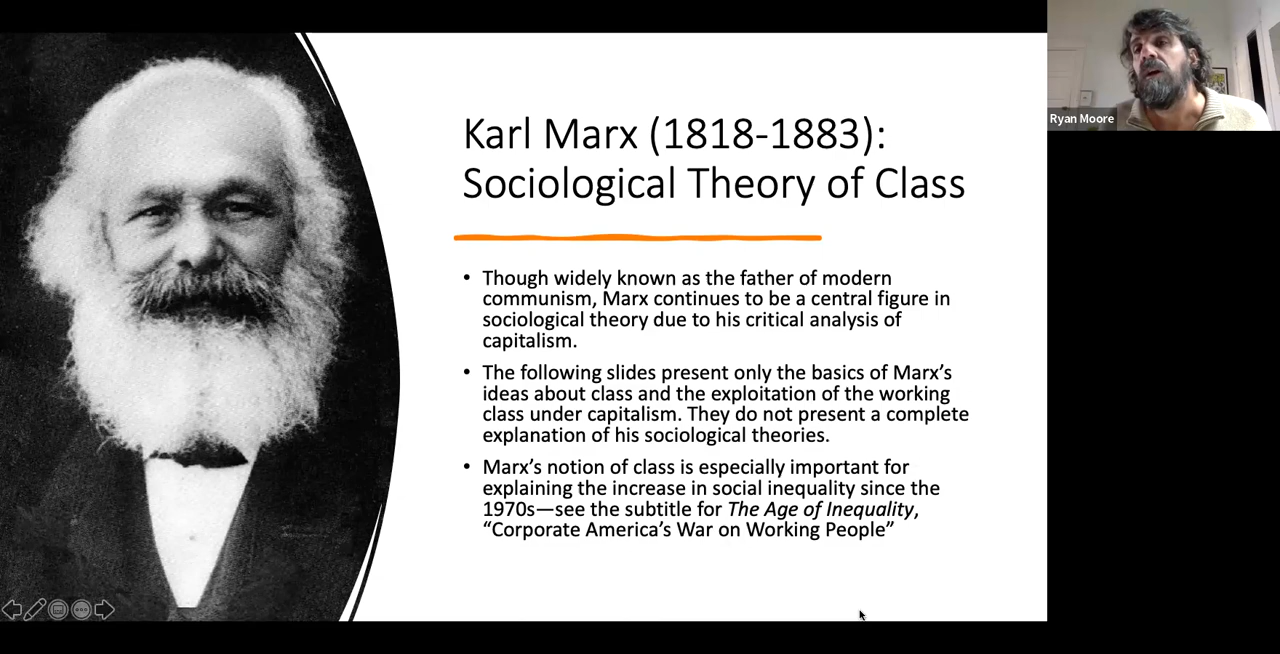 Karl Marx (1818-1883):
Sociological Theory of Class
• Though widely known as the father of modern
communism, Marx continues to be a central figure in
sociological theory due to his critical analysis of
capitalism.
• The following slides present only the basics of Marx’s
ideas about class and the exploitation of the working
class under capitalism. They do not present a complete
explanation of his sociological theories.
• Marx’s notion of class is especially important for
explaining the increase in social inequality since the
1970s—see the subtitle for The Age of Inequality,
“Corporate America’s War on Working People”
Ryan Moore